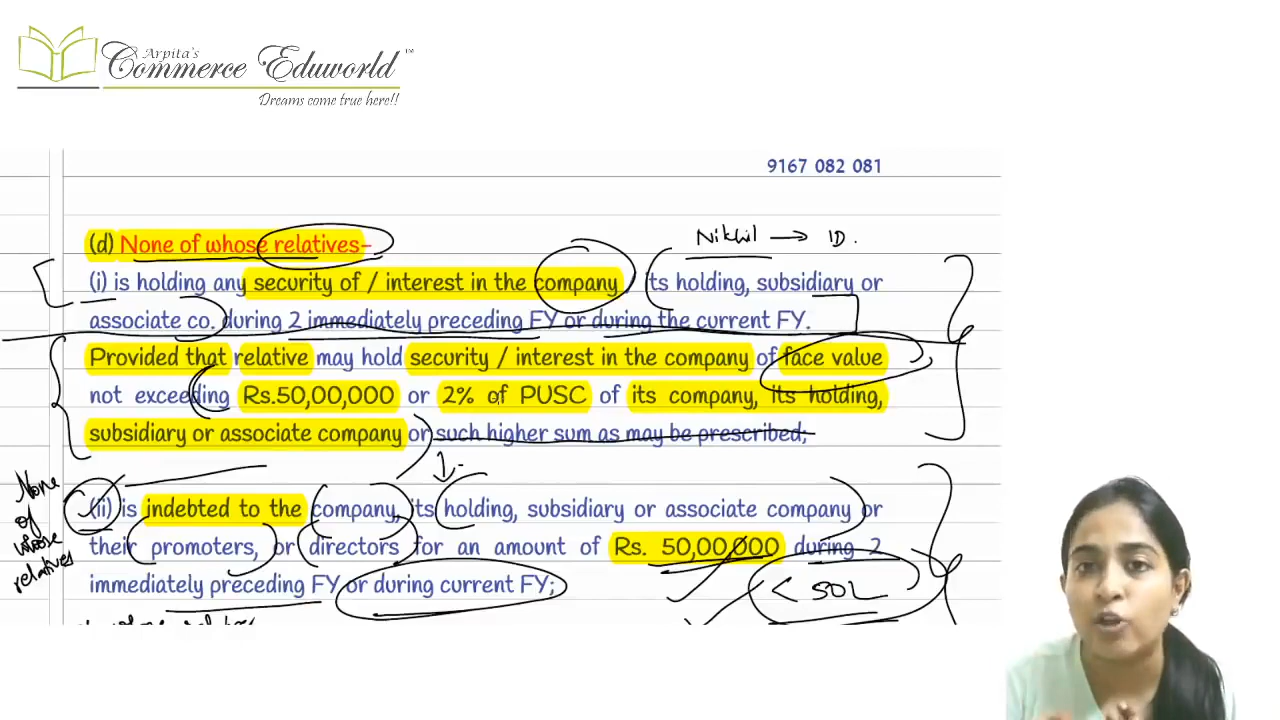 Arpita's
Commerce Eduworld™
Dreams come true here!!
9167 082 081
(d) None of whose relatives-
Nikhil → ID.
(i) is holding any security of / interest in the company its holding, subsidiary or
associate co. during 2 immediately preceding FY or during the current FY.
Provided that relative may hold security / interest in the company of face value
not exceeding Rs.50,00,000 or 2% of PUSC of its company, its holding,
subsidiary or associate company or such higher sum as may be prescribed;
None
of
whose
relatives
(ii) is indebted to the company, its holding, subsidiary or associate company or
their promoters, or directors for an amount of Rs. 50,00,000 during 2
immediately preceding FY or during current FY;
< 50L